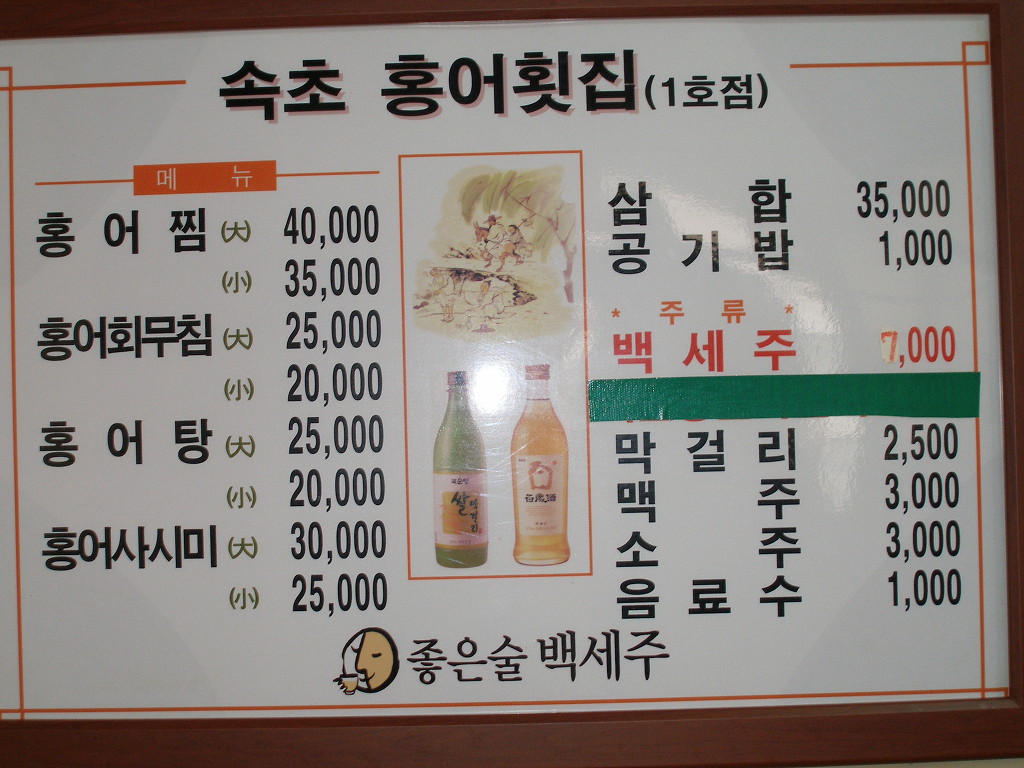 속초 홍어횟집(1호점)
메 뉴
홍어찜 (大) 40,000
(小) 35,000
홍어회무침 (大) 25,000
(小) 20,000
홍어탕 (大) 25,000
(小) 20,000
홍어사시미 (大) 30,000
(小) 25,000
쌀
百歲酒
삼합 35,000
공기밥 1,000
* 주류 *
백세주 7,000
막걸리 2,500
맥주 3,000
소주 3,000
음료수 1,000
좋은술 백세주